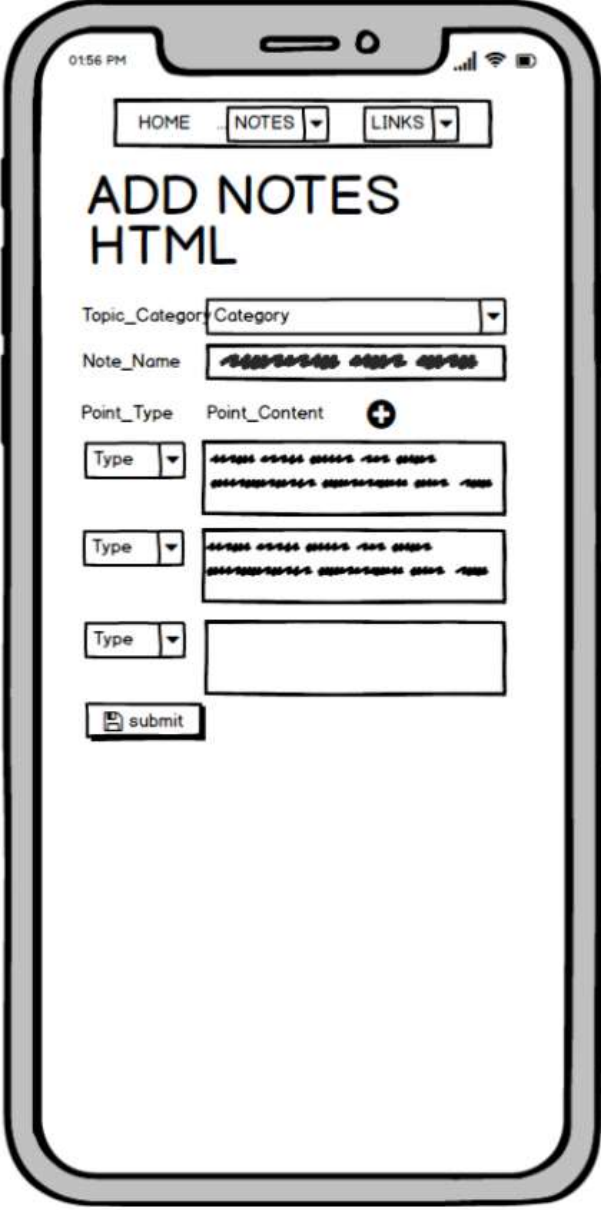 01:56 PM
HOME ... NOTES LINKS
ADD NOTES
HTML
Topic_Category Category
Note_Name
Point_Type Point_Content
Type
Type
Type
submit